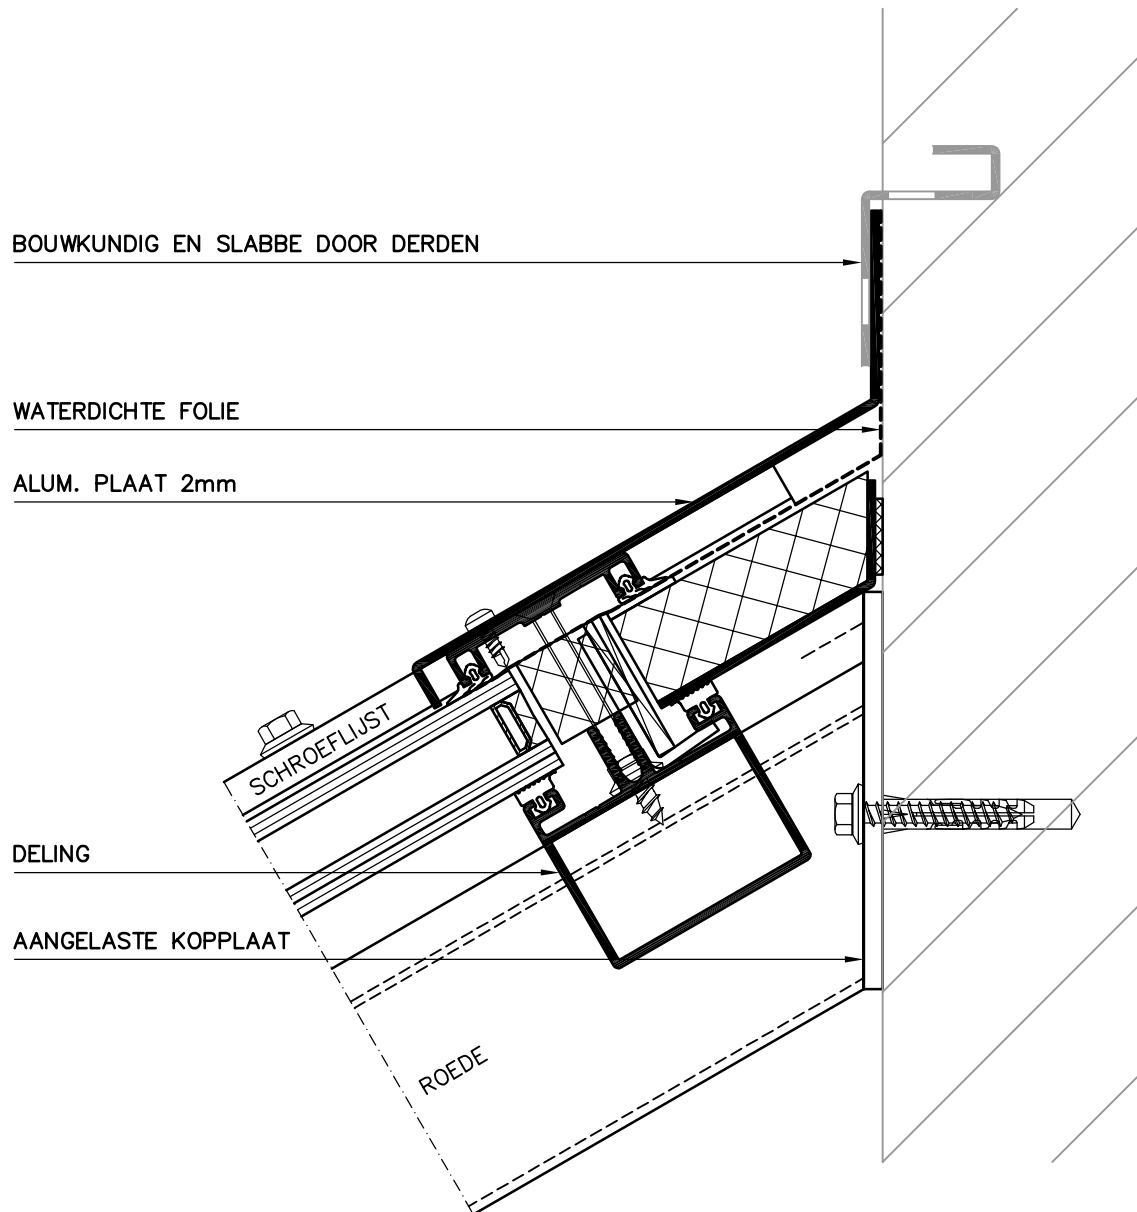 BOUWKUNDIG EN SLABBE DOOR DERDEN
WATERDICHTE FOLIE
ALUM. PLAAT 2mm
SCHROEFLIJST
DELING
AANGELASTE KOPPLAAT
ROEDE